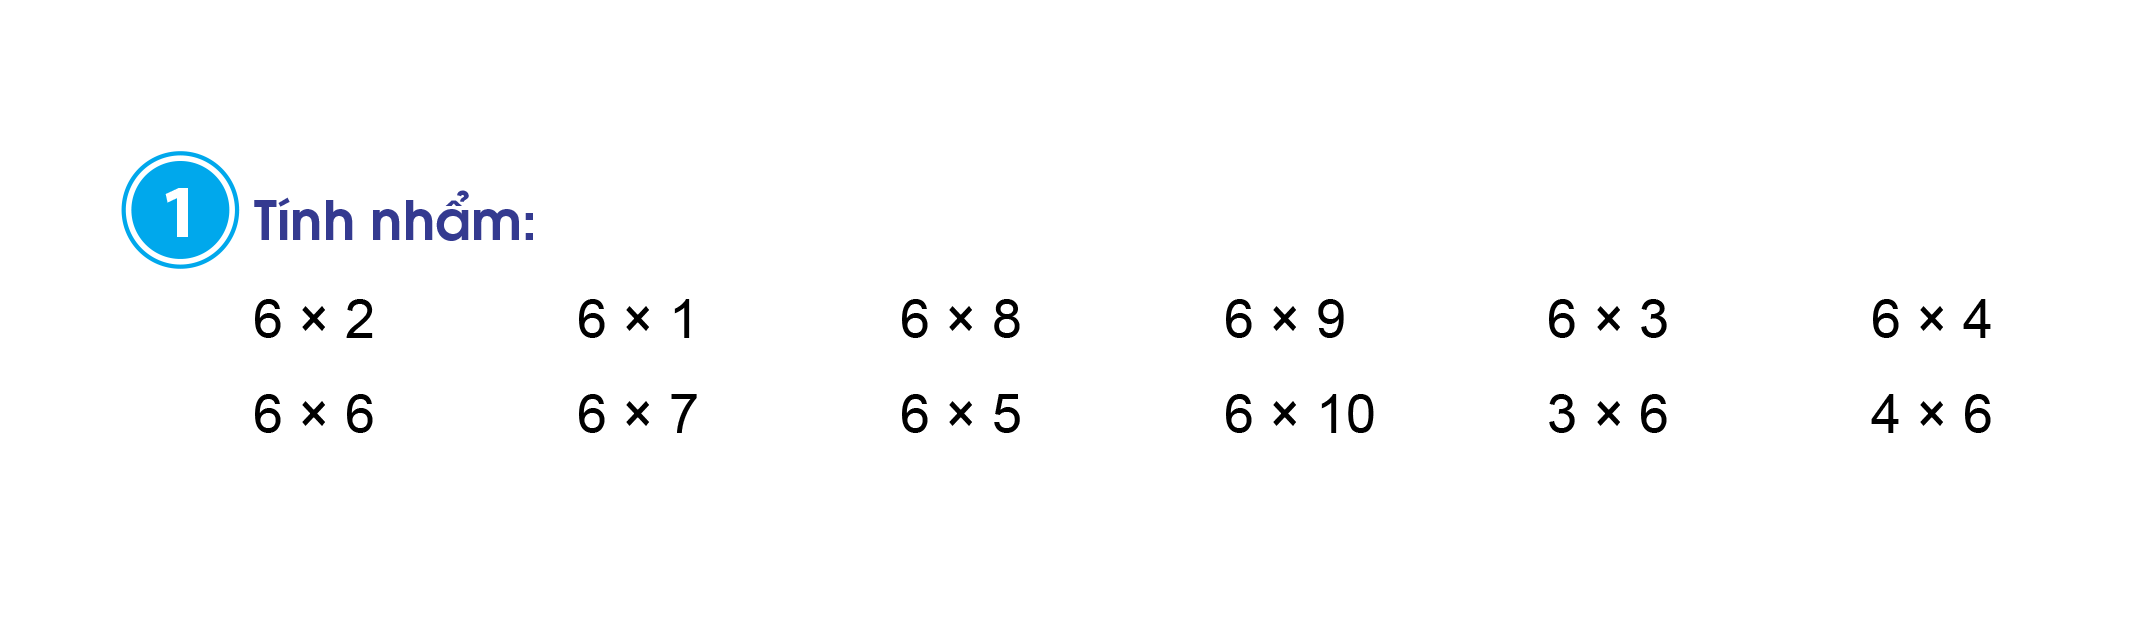 1 Tính nhẩm:
6 × 2 6 × 1 6 × 8 6 × 9 6 × 3 6 × 4
6 × 6 6 × 7 6 × 5 6 × 10 3 × 6 4 × 6